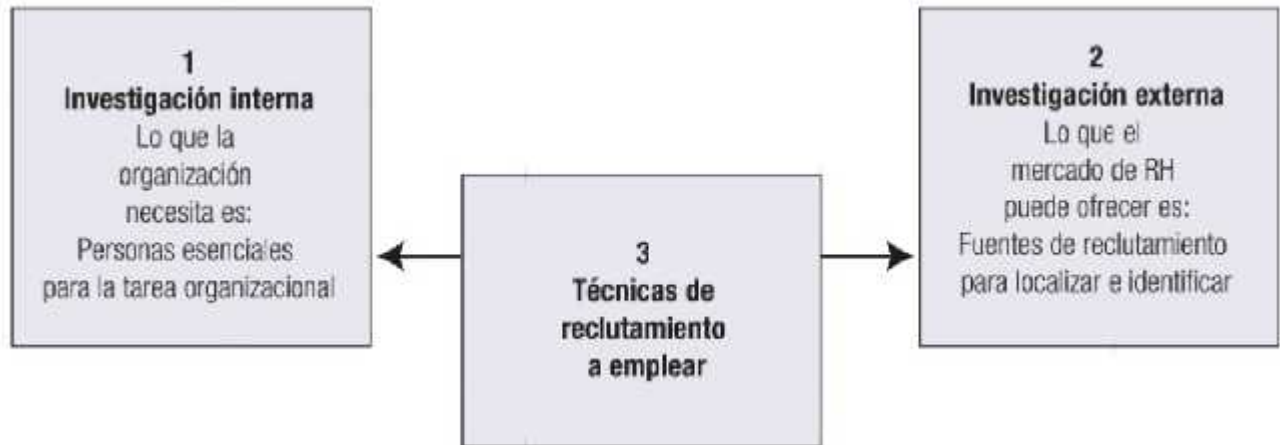 1
Investigación interna
Lo que la
organización
necesita es:
Personas esenciales
para la tarea organizacional
2
Investigación externa
Lo que el
mercado de RH
puede ofrecer es:
Fuentes de reclutamiento
para localizar e identificar
3
Técnicas de
reclutamiento
a emplear